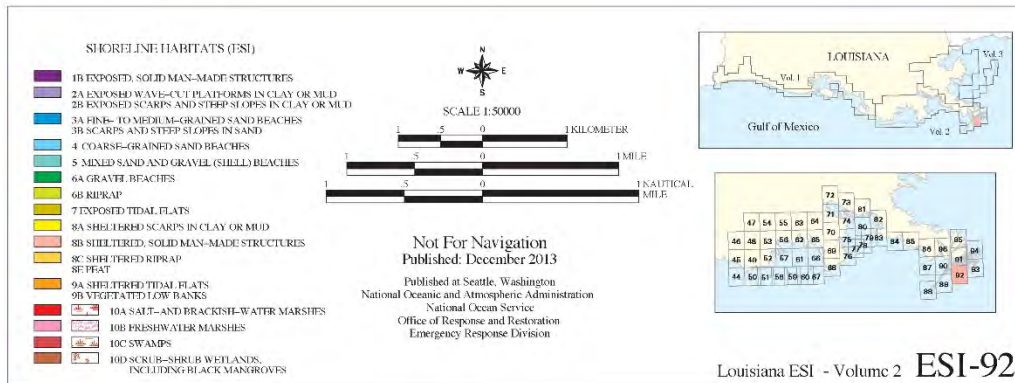 SHORELINE HABITATS (ESI)
1B EXPOSED, SOLID MAN-MADE STRUCTURES
2A EXPOSED WAVE-CUT PLATFORMS IN CLAY OR MUD
2B EXPOSED SCARPS AND STEEP SLOPES IN CLAY OR MUD
3A FINE- TO MEDIUM-GRAINED SAND BEACHES
3B SCARPS AND STEEP SLOPES IN SAND
4 COARSE-GRAINED SAND BEACHES
5 MIXED SAND AND GRAVEL (SHELL) BEACHES
6A GRAVEL BEACHES
6B RIPRAP
7 EXPOSED TIDAL FLATS
8A SHELTERED SCARPS IN CLAY OR MUD
8B SHELTERED, SOLID MAN-MADE STRUCTURES
8C SHELTERED RIPRAP
8E PEAT
9A SHELTERED TIDAL FLATS
9B VEGETATED LOW BANKS
10A SALT- AND BRACKISH-WATER MARSHES
10B FRESHWATER MARSHES
10C SWAMPS
10D SCRUB-SHRUB WETLANDS,
INCLUDING BLACK MANGROVES
N
W E
S
SCALE 1:50000
1 .5 0 1 KILOMETER
1 .5 0 1 MILE
1 .5 0 1 NAUTICAL
MILE
Not For Navigation
Published: December 2013
Published at Seattle, Washington
National Oceanic and Atmospheric Administration
National Ocean Service
Office of Response and Restoration
Emergency Response Division
LOUISIANA
Vol. 3
Vol. 1
Gulf of Mexico
Vol. 2
72
73
81
47 54 55 63 64 71 74 82
70 80
46 48 53 56 62 65 75 79 83 84 85 86 86 95
69 78 94
45 49 52 57 61 66 76 77 87 90 91 93
44 50 51 58 59 60 67 68 92
88 89
Louisiana ESI - Volume 2 ESI-92